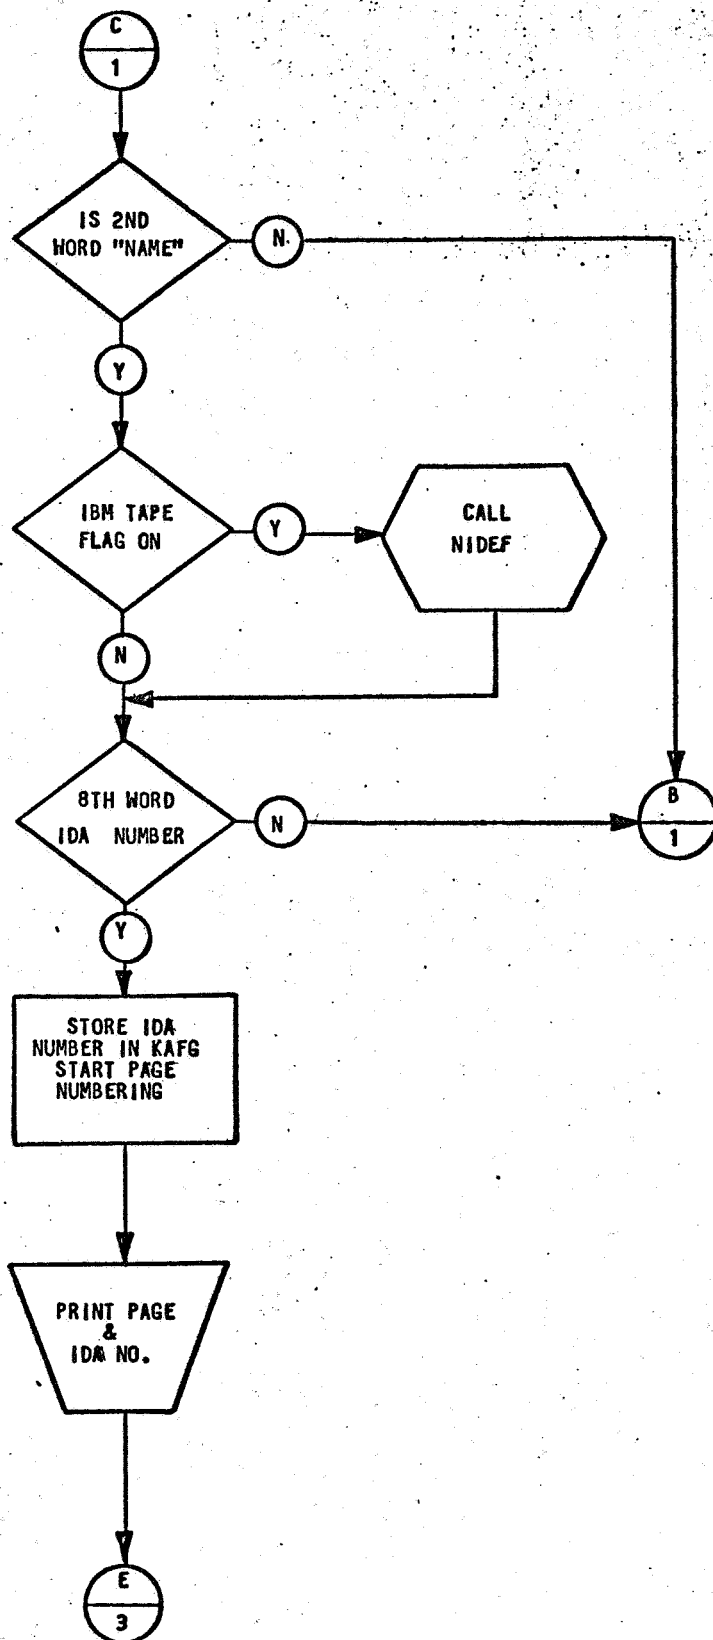 C
1
IS 2ND
WORD "NAME"
N
Y
IBM TAPE
FLAG ON
Y
CALL
NIDEF
N
8TH WORD
IDA NUMBER
N
B
1
Y
STORE IDA
NUMBER IN KAFG
START PAGE
NUMBERING
PRINT PAGE
&
IDA NO.
E
3